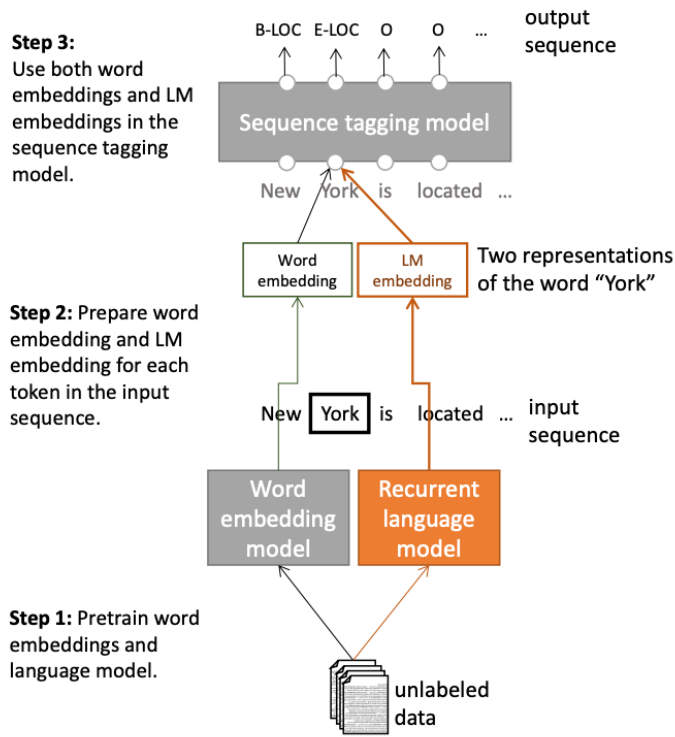 B-LOC E-LOC O O ...
output
sequence
Step 3:
Use both word
embeddings and LM
embeddings in the
sequence tagging
model.
Sequence tagging model
New York is located ...
Word
embedding
LM
embedding
Two representations
of the word “York”
Step 2: Prepare word
embedding and LM
embedding for each
token in the input
sequence.
New York is located ...
input
sequence
Word
embedding
model
Recurrent
language
model
Step 1: Pretrain word
embeddings and
language model.
unlabeled
data